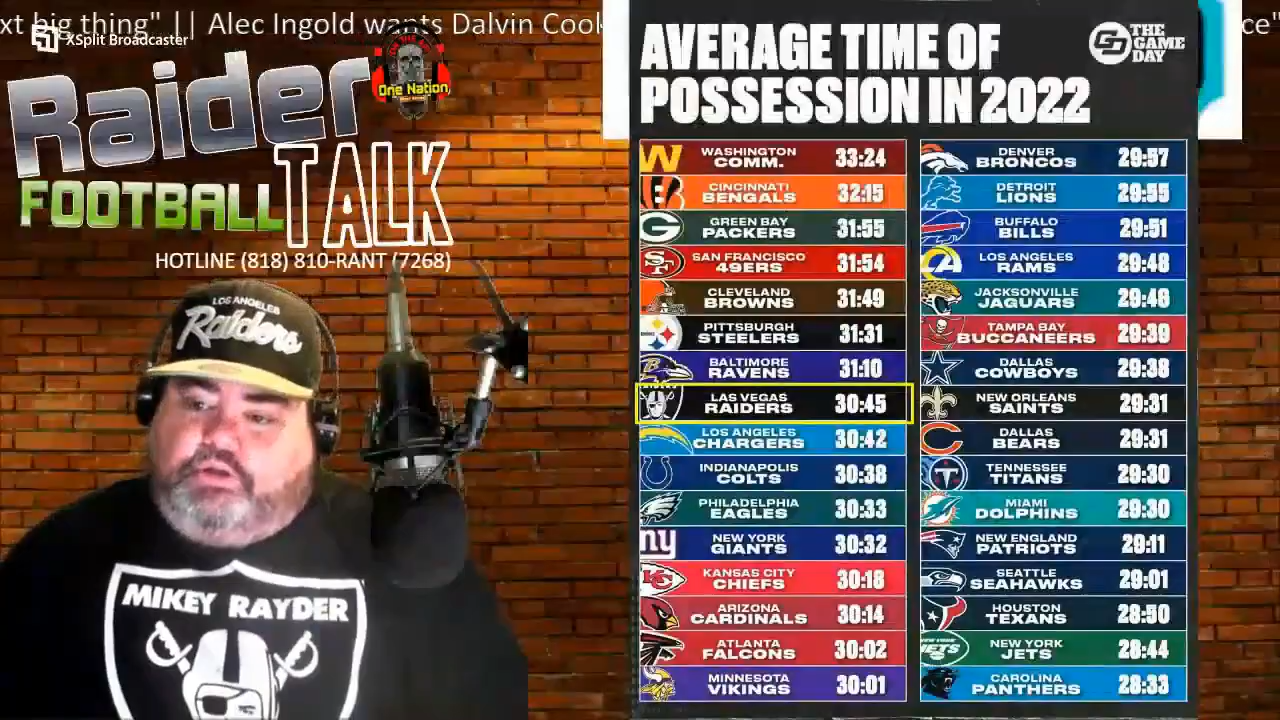 xt big thing" || Alec Ingold wants Dalvin Cook
ce"
XSplit Broadcaster
Raider
FOOTBALL
TALK
One Nation
HOTLINE (818) 810-RANT (7268)
LOS ANGELES
Raiders
MIKEY RAYDER
AVERAGE TIME OF
POSSESSION IN 2022
THE
GAME
DAY
WASHINGTON
COMM. 33:24
CINCINNATI
BENGALS 32:15
GREEN BAY
PACKERS 31:55
SAN FRANCISCO
49ERS 31:54
CLEVELAND
BROWNS 31:49
PITTSBURGH
STEELERS 31:31
BALTIMORE
RAVENS 31:10
LAS VEGAS
RAIDERS 30:45
LOS ANGELES
CHARGERS 30:42
INDIANAPOLIS
COLTS 30:38
PHILADELPHIA
EAGLES 30:33
ny NEW YORK
GIANTS 30:32
KANSAS CITY
CHIEFS 30:18
ARIZONA
CARDINALS 30:14
ATLANTA
FALCONS 30:02
MINNESOTA
VIKINGS 30:01
DENVER
BRONCOS 29:57
DETROIT
LIONS 29:55
BUFFALO
BILLS 29:51
LOS ANGELES
RAMS 29:48
JACKSONVILLE
JAGUARS 29:46
TAMPA BAY
BUCCANEERS 29:39
DALLAS
COWBOYS 29:38
NEW ORLEANS
SAINTS 29:31
DALLAS
BEARS 29:31
TENNESSEE
TITANS 29:30
MIAMI
DOLPHINS 29:30
NEW ENGLAND
PATRIOTS 29:11
SEATTLE
SEAHAWKS 29:01
HOUSTON
TEXANS 28:50
JETS NEW YORK
JETS 28:44
CAROLINA
PANTHERS 28:33